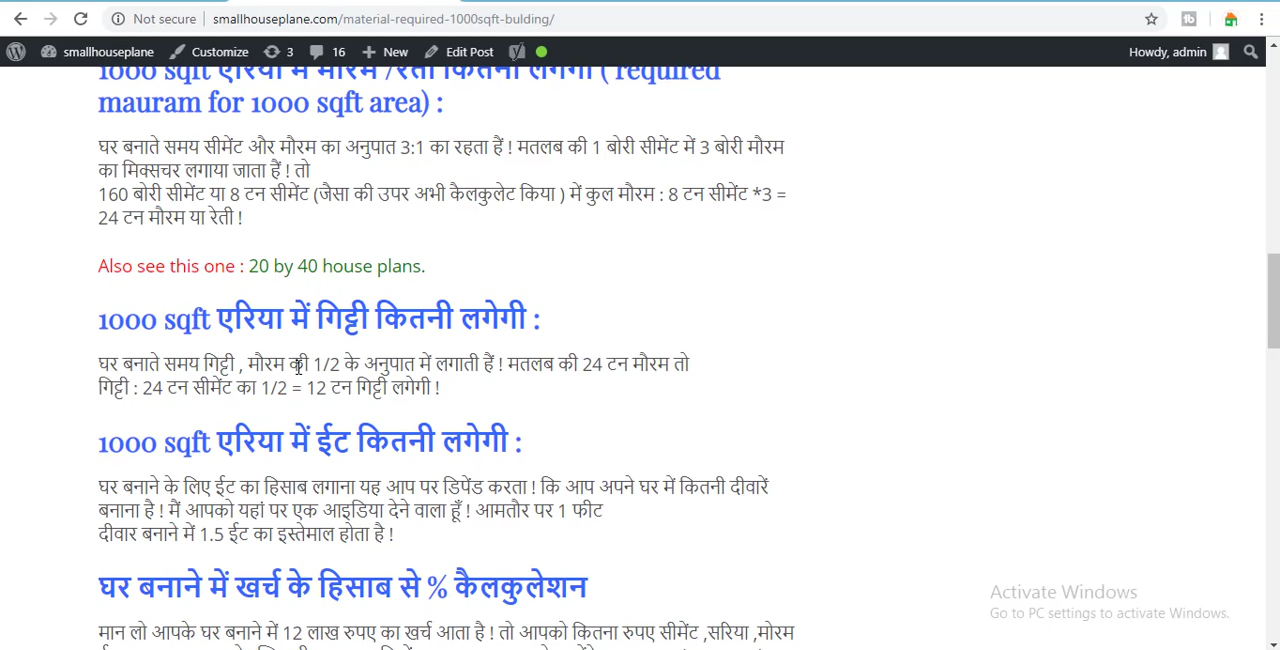 Not secure | smallhouseplane.com/material-required-1000sqft-bulding/
smallhouseplane Customize 3 16 New Edit Post Howdy, admin
1000 sqft एरिया में मौरम /रेती कितनी लगेगी ( required
mauram for 1000 sqft area) :
घर बनाते समय सीमेंट और मौरम का अनुपात 3:1 का रहता हैं ! मतलब की 1 बोरी सीमेंट में 3 बोरी मौरम
का मिक्सचर लगाया जाता हैं ! तो
160 बोरी सीमेंट या 8 टन सीमेंट (जैसा की उपर अभी कैलकुलेट किया ) में कुल मौरम : 8 टन सीमेंट *3 =
24 टन मौरम या रेती !
Also see this one : 20 by 40 house plans.
1000 sqft एरिया में गिट्टी कितनी लगेगी :
घर बनाते समय गिट्टी , मौरम की 1/2 के अनुपात में लगाती हैं ! मतलब की 24 टन मौरम तो
गिट्टी : 24 टन सीमेंट का 1/2 = 12 टन गिट्टी लगेगी !
1000 sqft एरिया में ईट कितनी लगेगी :
घर बनाने के लिए ईट का हिसाब लगाना यह आप पर डिपेंड करता ! कि आप अपने घर में कितनी दीवारें
बनाना है ! मैं आपको यहां पर एक आइडिया देने वाला हूँ ! आमतौर पर 1 फीट
दीवार बनाने में 1.5 ईट का इस्तेमाल होता है !
घर बनाने में खर्च के हिसाब से % कैलकुलेशन
मान लो आपके घर बनाने में 12 लाख रुपए का खर्च आता है ! तो आपको कितना रुपए सीमेंट ,सरिया ,मोरम
Activate Windows
Go to PC settings to activate Windows.